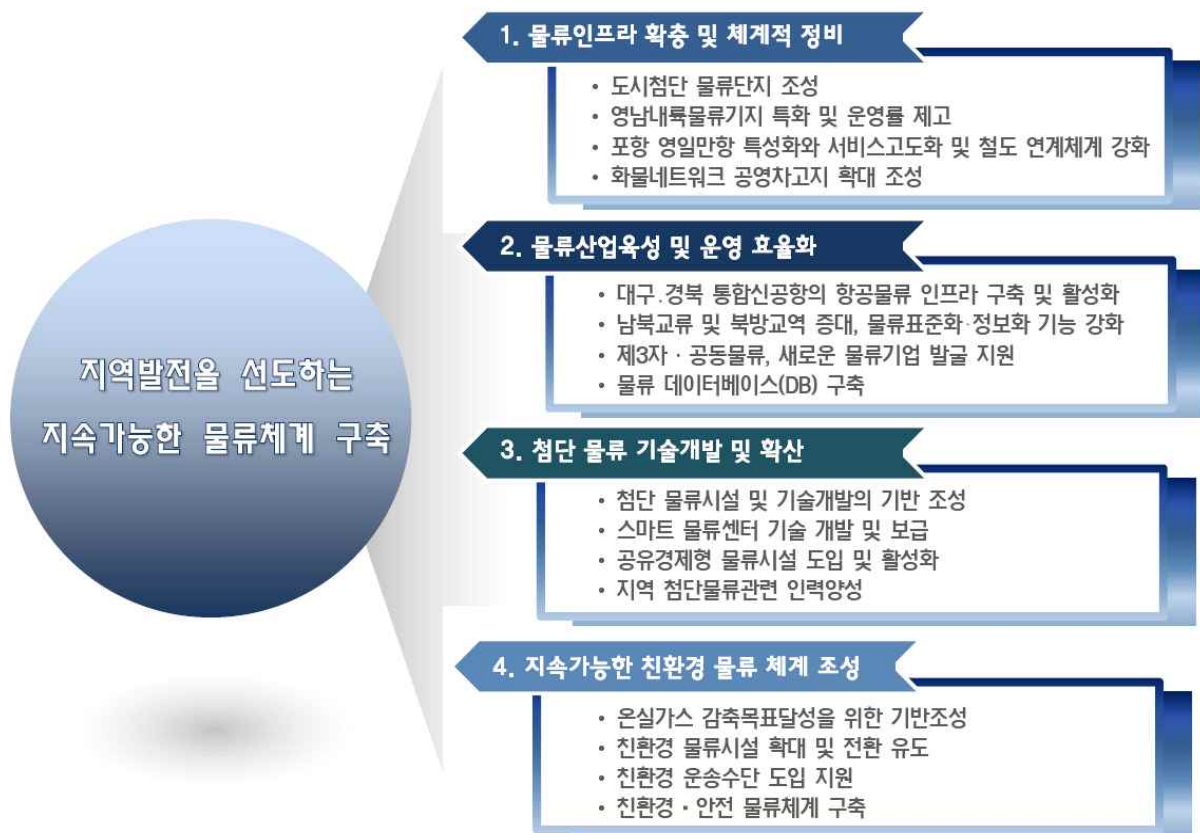 지역발전을 선도하는
지속가능한 물류체계 구축
1. 물류인프라 확충 및 체계적 정비
• 도시첨단 물류단지 조성
• 영남내륙물류기지 특화 및 운영률 제고
• 포항 영일만항 특성화와 서비스고도화 및 철도 연계체계 강화
• 화물네트워크 공영차고지 확대 조성
2. 물류산업육성 및 운영 효율화
• 대구.경북 통합신공항의 항공물류 인프라 구축 및 활성화
• 남북교류 및 북방교역 증대, 물류표준화·정보화 기능 강화
• 제3자 · 공동물류, 새로운 물류기업 발굴 지원
• 물류 데이터베이스(DB) 구축
3. 첨단 물류 기술개발 및 확산
• 첨단 물류시설 및 기술개발의 기반 조성
• 스마트 물류센터 기술 개발 및 보급
• 공유경제형 물류시설 도입 및 활성화
• 지역 첨단물류관련 인력양성
4. 지속가능한 친환경 물류 체계 조성
• 온실가스 감축목표달성을 위한 기반조성
• 친환경 물류시설 확대 및 전환 유도
• 친환경 운송수단 도입 지원
• 친환경 · 안전 물류체계 구축